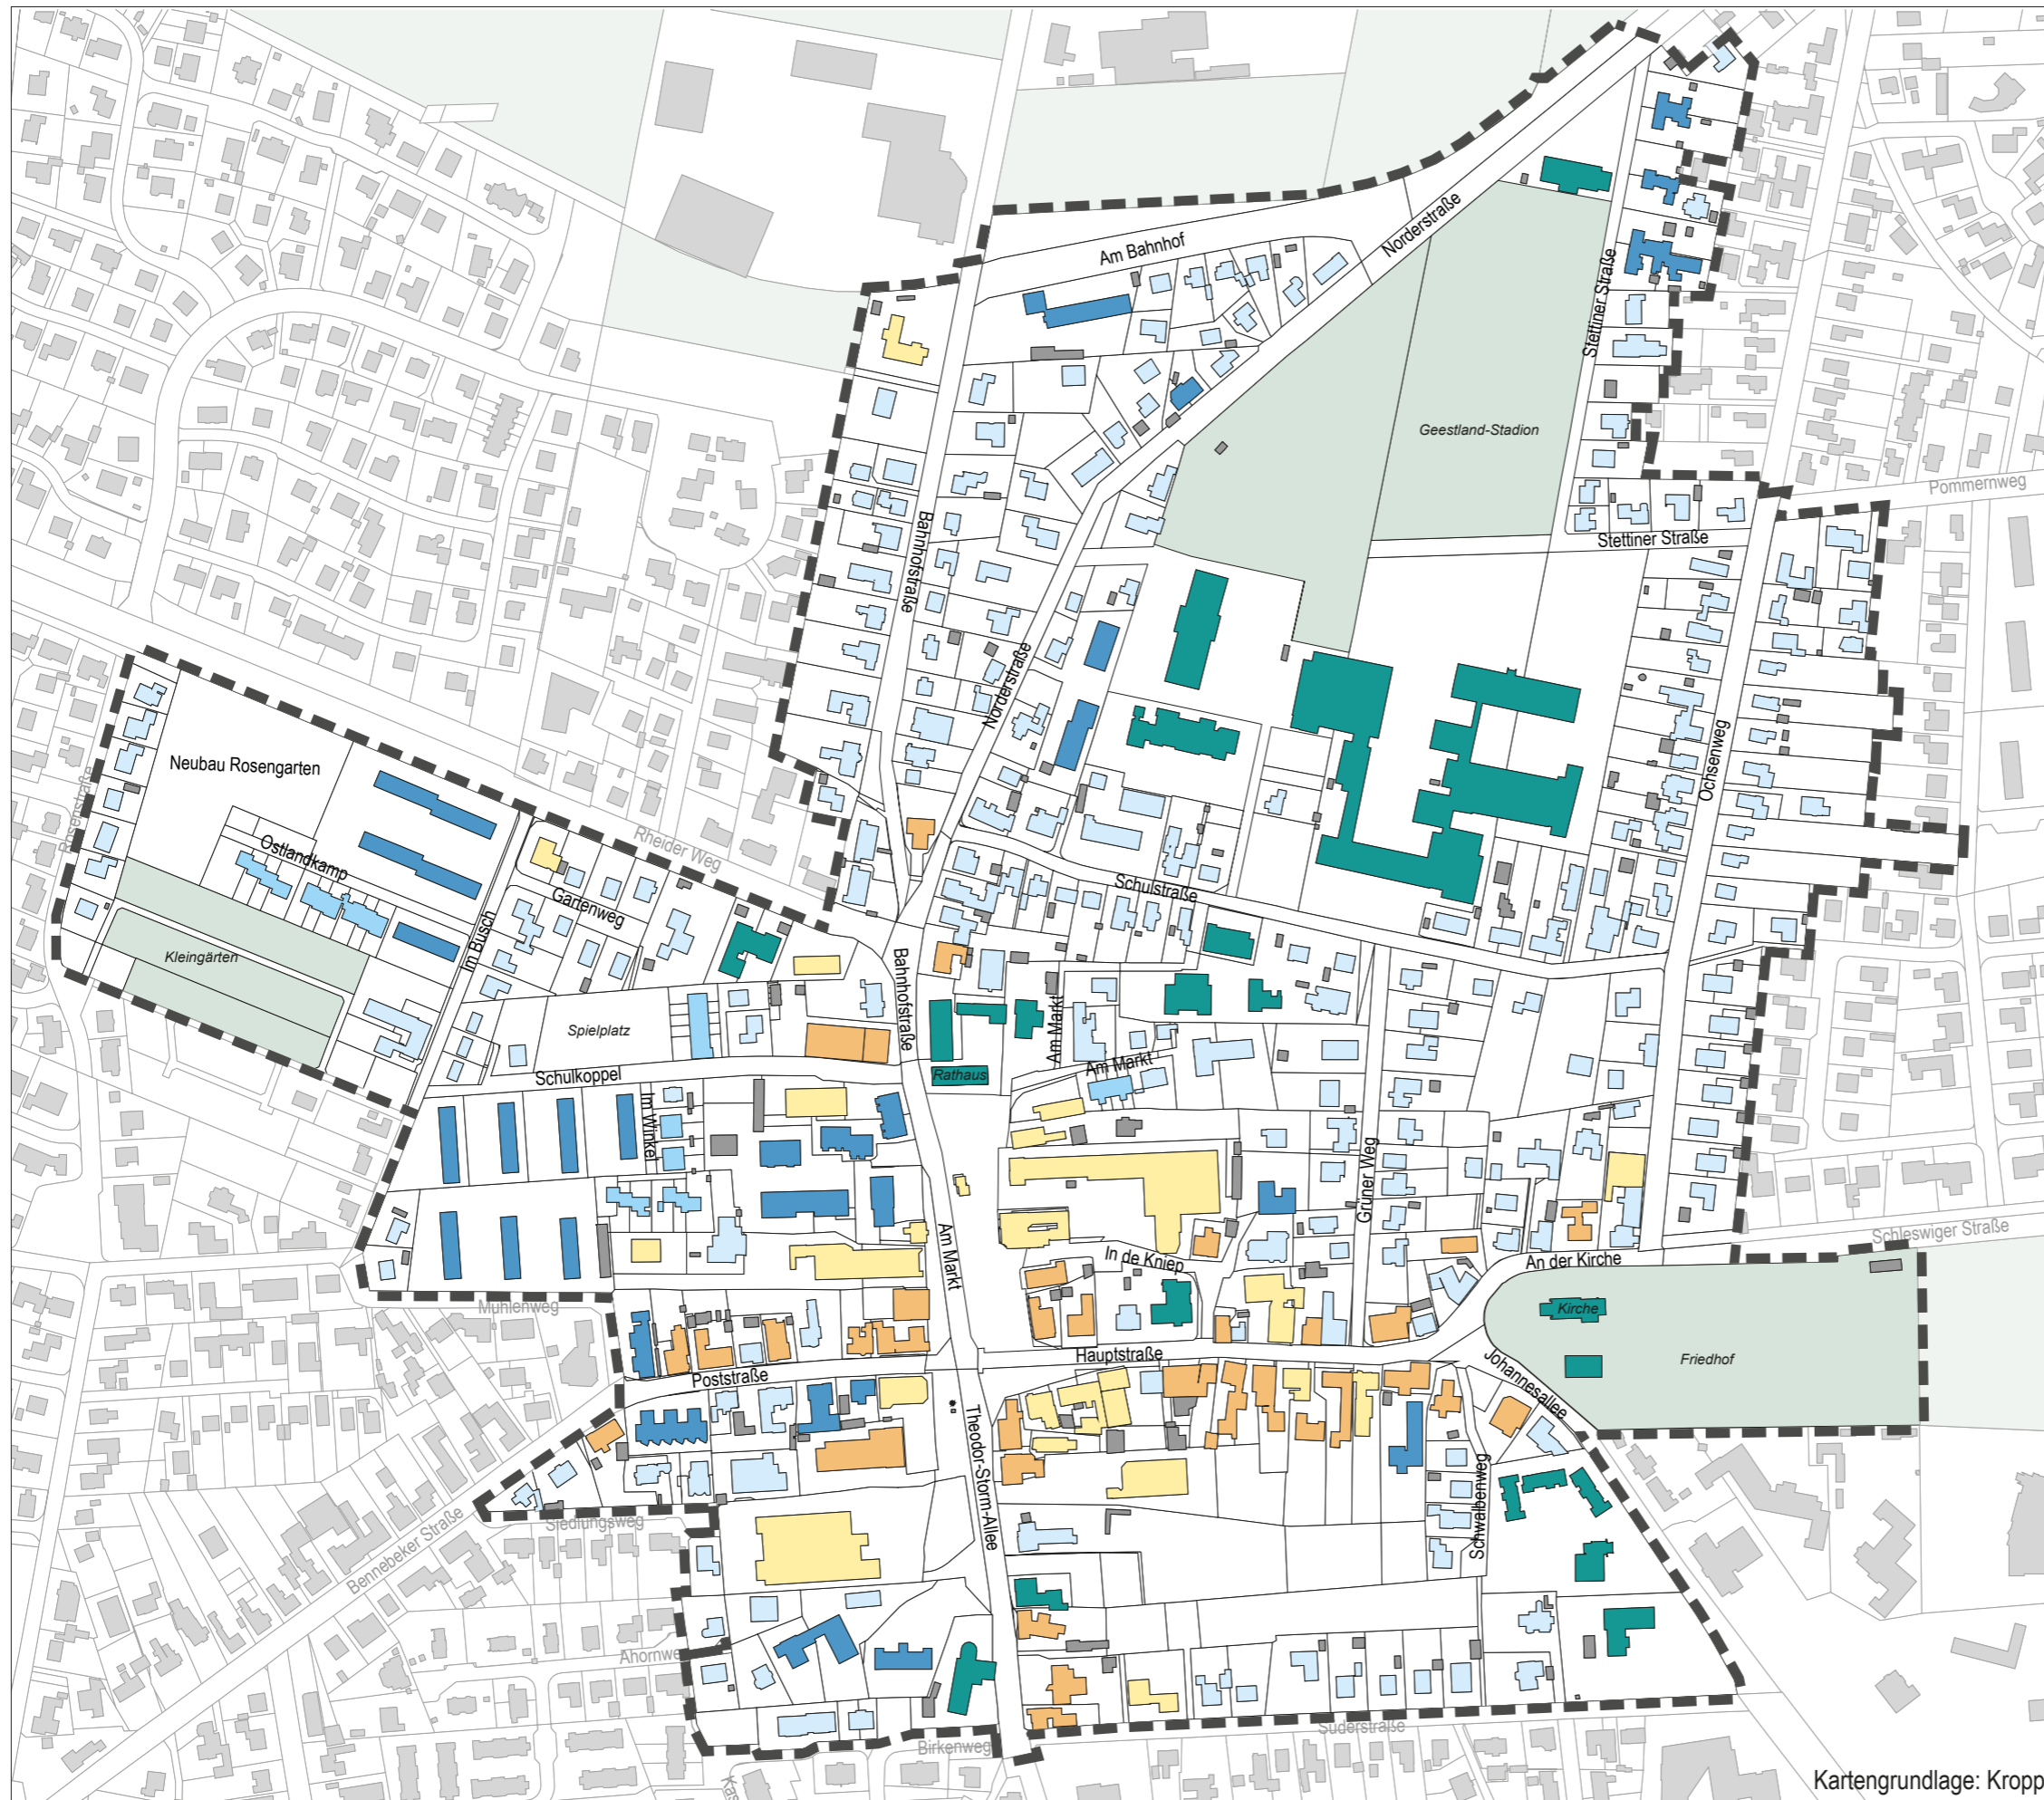 Am Bahnhof
Norderstraße
Stettiner Straße
Geestland-Stadion
Pommernweg
Stettiner Straße
Bahnhofstraße
Norderstraße
Ochsenweg
Neubau Rosengarten
Rosenstraße
Rheider Weg
Ostlandkamp
Gartenweg
Schulstraße
Im Busch
Kleingärten
Bahnhofstraße
Spielplatz
Am Markt
Am Markt
Rathaus
Schulkoppel
Im Winkel
Grüner Weg
Schleswiger Straße
Am Markt
In de Kniep
An der Kirche
Mühlenweg
Kirche
Hauptstraße
Friedhof
Poststraße
Johannesallee
Theodor-Storm-Allee
Schwalbenweg
Siedlungsweg
Bennebeker Straße
Ahornwe
Süderstraße
Birkenweg
Kas
Kartengrundlage: Kropp